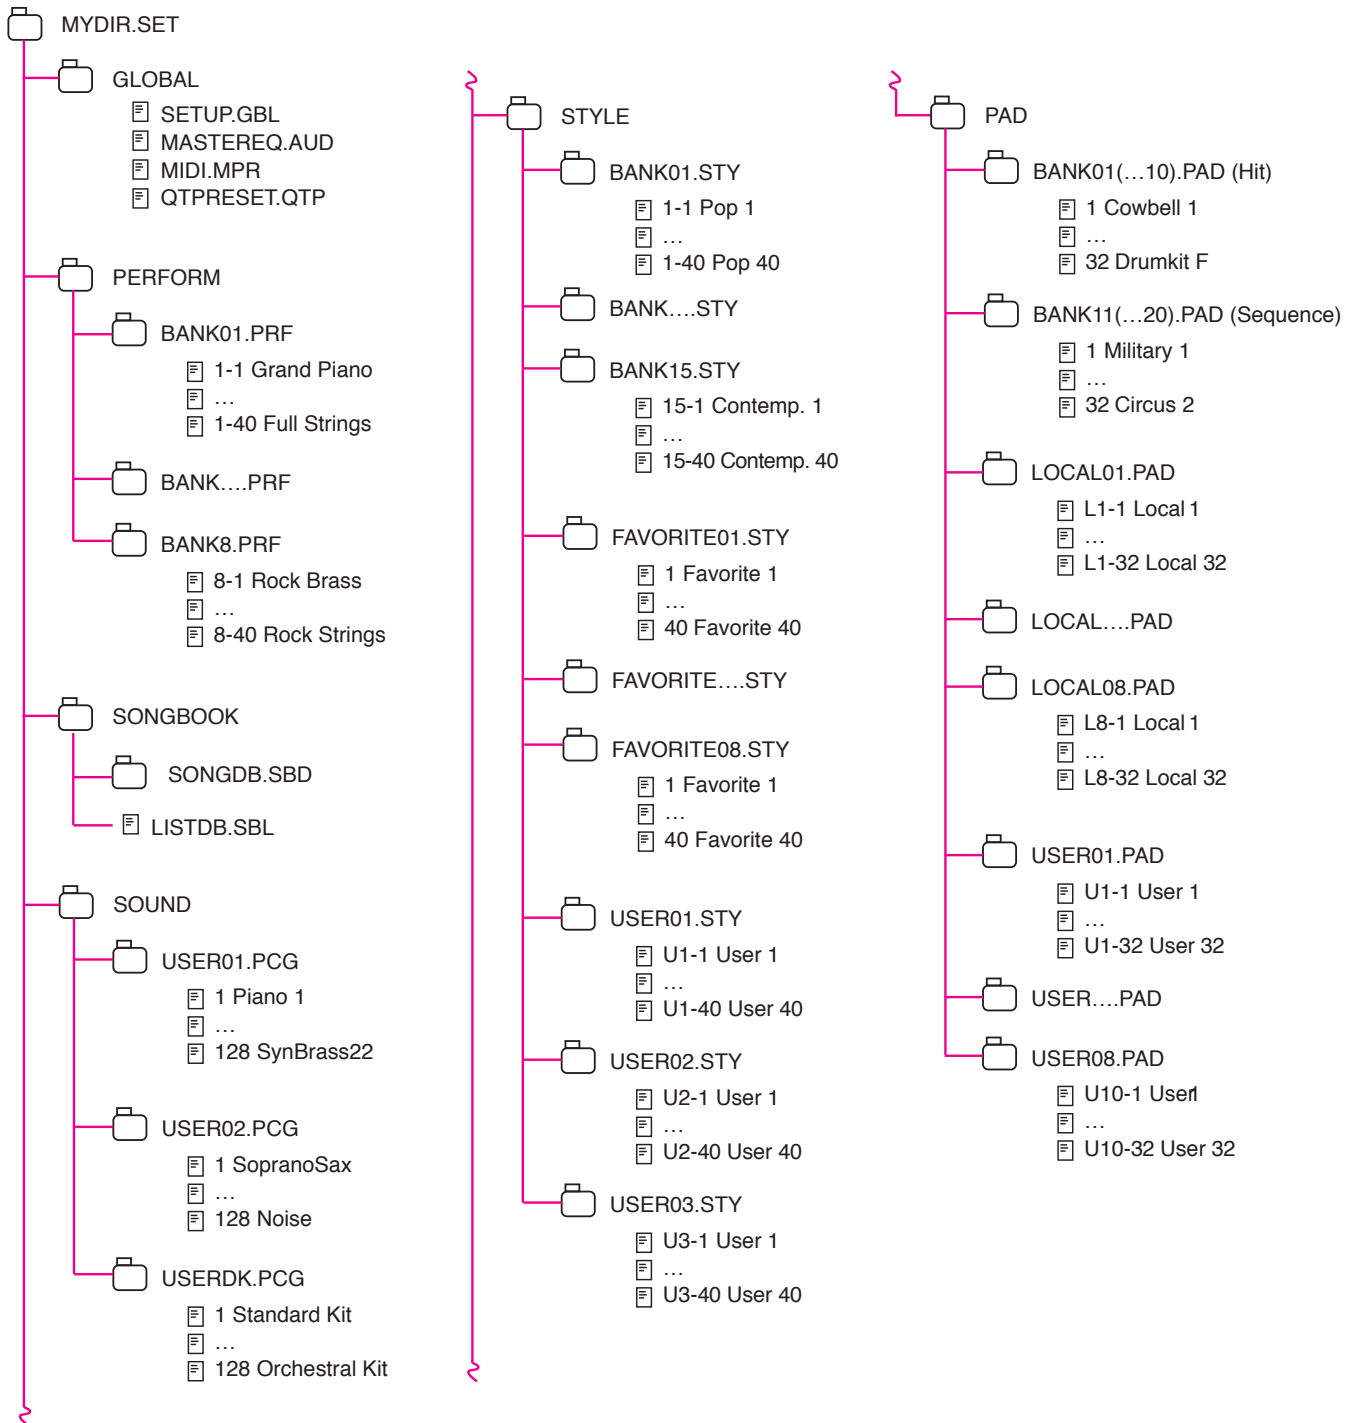 MYDIR.SET
GLOBAL
SETUP.GBL
MASTEREQ.AUD
MIDI.MPR
QTPRESET.QTP
PERFORM
BANK01.PRF
1-1 Grand Piano
…
1-40 Full Strings
BANK….PRF
BANK8.PRF
8-1 Rock Brass
…
8-40 Rock Strings
SONGBOOK
SONGDB.SBD
LISTDB.SBL
SOUND
USER01.PCG
1 Piano 1
…
128 SynBrass22
USER02.PCG
1 SopranoSax
…
128 Noise
USERDK.PCG
1 Standard Kit
…
128 Orchestral Kit
STYLE
BANK01.STY
1-1 Pop 1
…
1-40 Pop 40
BANK….STY
BANK15.STY
15-1 Contemp. 1
…
15-40 Contemp. 40
FAVORITE01.STY
1 Favorite 1
…
40 Favorite 40
FAVORITE….STY
FAVORITE08.STY
1 Favorite 1
…
40 Favorite 40
USER01.STY
U1-1 User 1
…
U1-40 User 40
USER02.STY
U2-1 User 1
…
U2-40 User 40
USER03.STY
U3-1 User 1
…
U3-40 User 40
PAD
BANK01(…10).PAD (Hit)
1 Cowbell 1
…
32 Drumkit F
BANK11(…20).PAD (Sequence)
1 Military 1
…
32 Circus 2
LOCAL01.PAD
L1-1 Local 1
…
L1-32 Local 32
LOCAL….PAD
LOCAL08.PAD
L8-1 Local 1
…
L8-32 Local 32
USER01.PAD
U1-1 User 1
…
U1-32 User 32
USER….PAD
USER08.PAD
U10-1 User1
…
U10-32 User 32